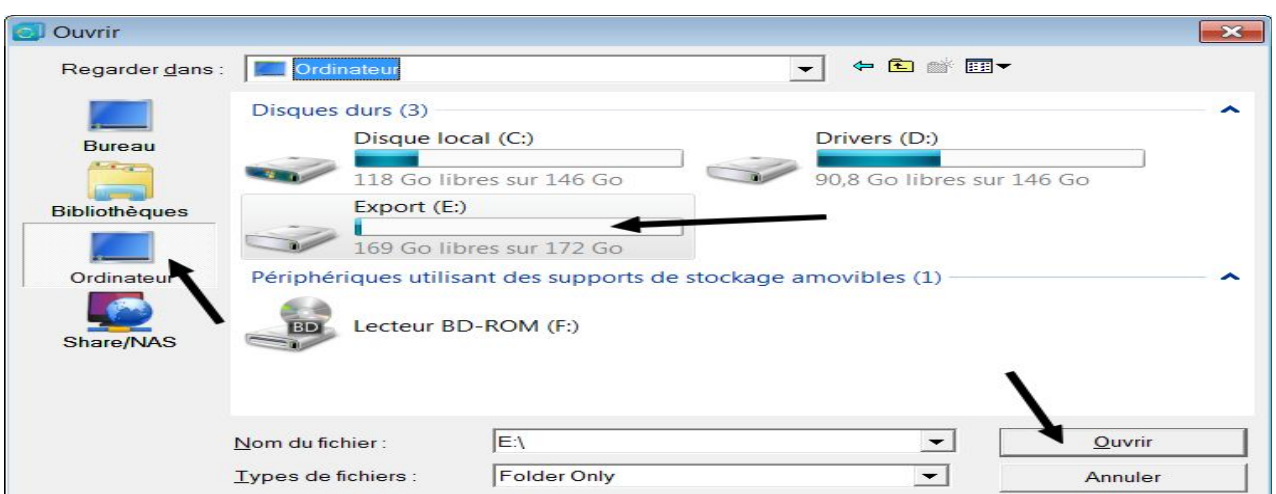 Ouvrir
Regarder dans :
Ordinateur
Bureau
Bibliothèques
Ordinateur
Share/NAS
Disques durs (3)
Disque local (C:)
118 Go libres sur 146 Go
Drivers (D:)
90,8 Go libres sur 146 Go
Export (E:)
169 Go libres sur 172 Go
Périphériques utilisant des supports de stockage amovibles (1)
BD
Lecteur BD-ROM (F:)
Nom du fichier :
E:\
Ouvrir
Types de fichiers :
Folder Only
Annuler